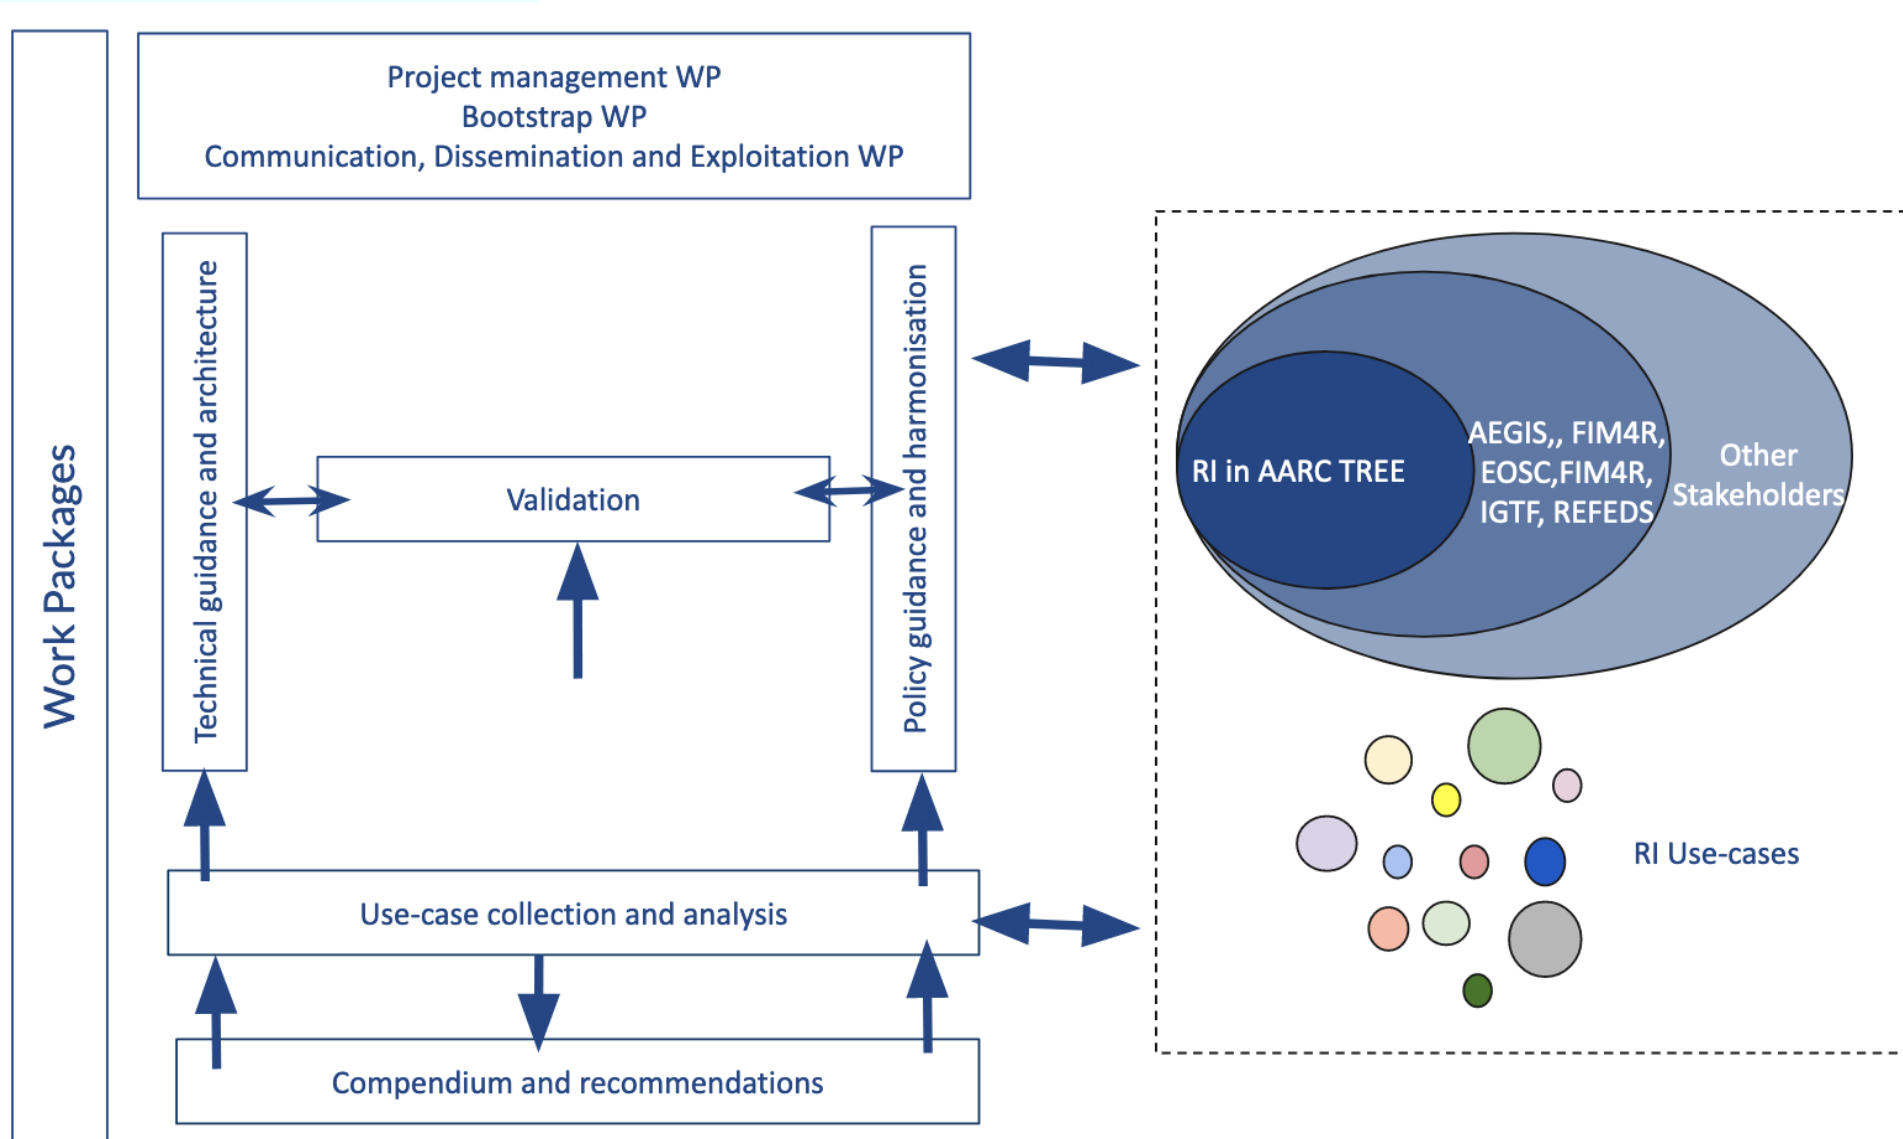 Work Packages
Project management WP
Bootstrap WP
Communication, Dissemination and Exploitation WP
Technical guidance and architecture
Validation
Policy guidance and harmonisation
Use-case collection and analysis
Compendium and recommendations
RI in AARC TREE
AEGIS,, FIM4R,
EOSC,FIM4R,
IGTF, REFEDS
Other
Stakeholders
RI Use-cases